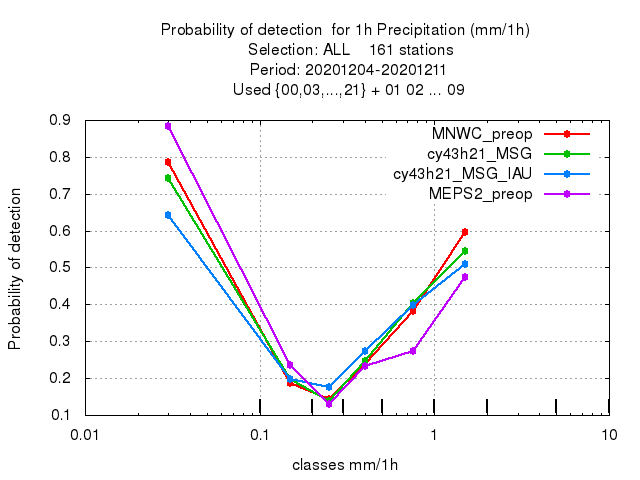 Probability of detection  for 1h Precipitation (mm/1h)
Selection: ALL    161 stations
Period: 20201204-20201211
Used {00,03,...,21} + 01 02 ... 09
MNWC_preop
cy43h21_MSG
cy43h21_MSG_IAU
MEPS2_preop
Probability of detection
0.9
0.8
0.7
0.6
0.5
0.4
0.3
0.2
0.1
0.01 0.1 1 10
classes mm/1h